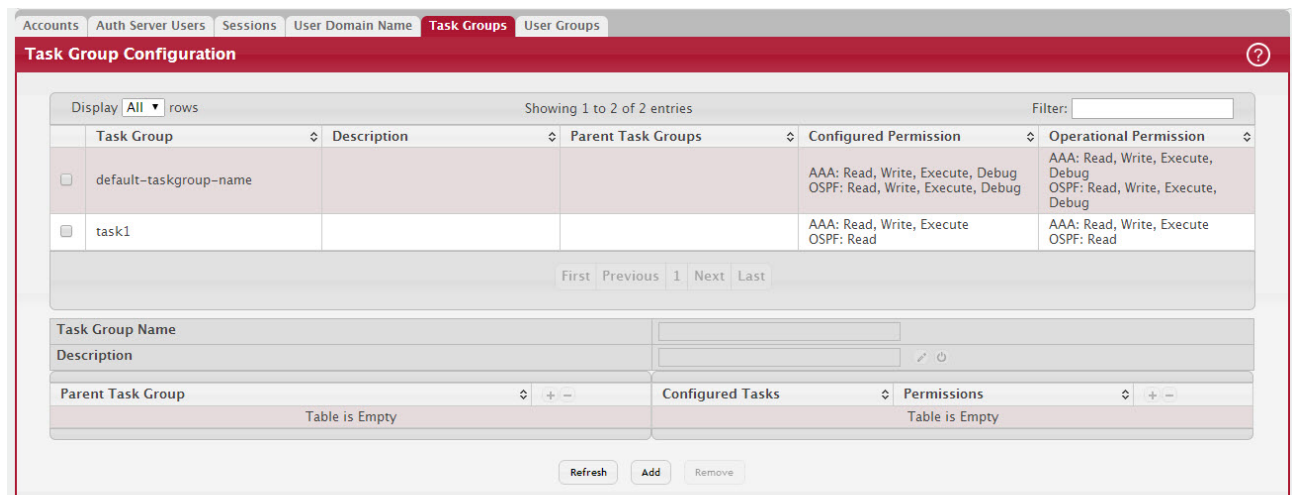 Accounts Auth Server Users Sessions User Domain Name Task Groups User Groups
Task Group Configuration ?
Display All rows Showing 1 to 2 of 2 entries Filter:
Task Group Description Parent Task Groups Configured Permission Operational Permission
default-taskgroup-name AAA: Read, Write, Execute, Debug AAA: Read, Write, Execute,
OSPF: Read, Write, Execute, Debug Debug
OSPF: Read, Write, Execute,
Debug
task1 AAA: Read, Write, Execute AAA: Read, Write, Execute
OSPF: Read OSPF: Read
First Previous 1 Next Last
Task Group Name
Description
Parent Task Group + − Configured Tasks Permissions + −
Table is Empty Table is Empty
Refresh Add Remove